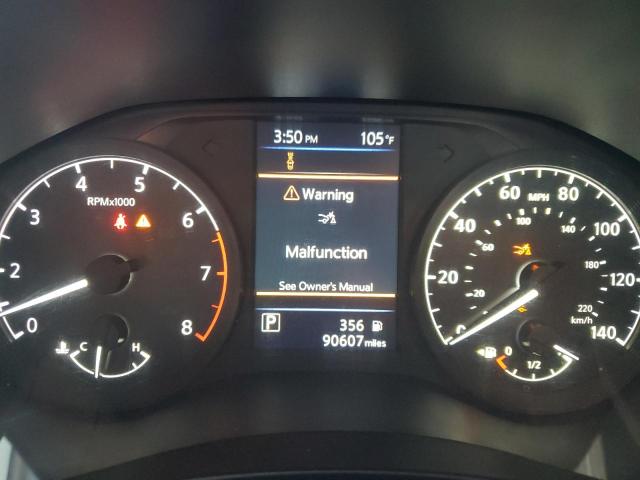 3:50 PM 105°F
Warning
Malfunction
See Owner's Manual
P 356
90607 miles
RPMx1000
0 2 3 4 5 6 7 8
C H
MPH
0 20 40 60 80 100 120 140
20 60 100 140 180 220
km/h
0 1/2